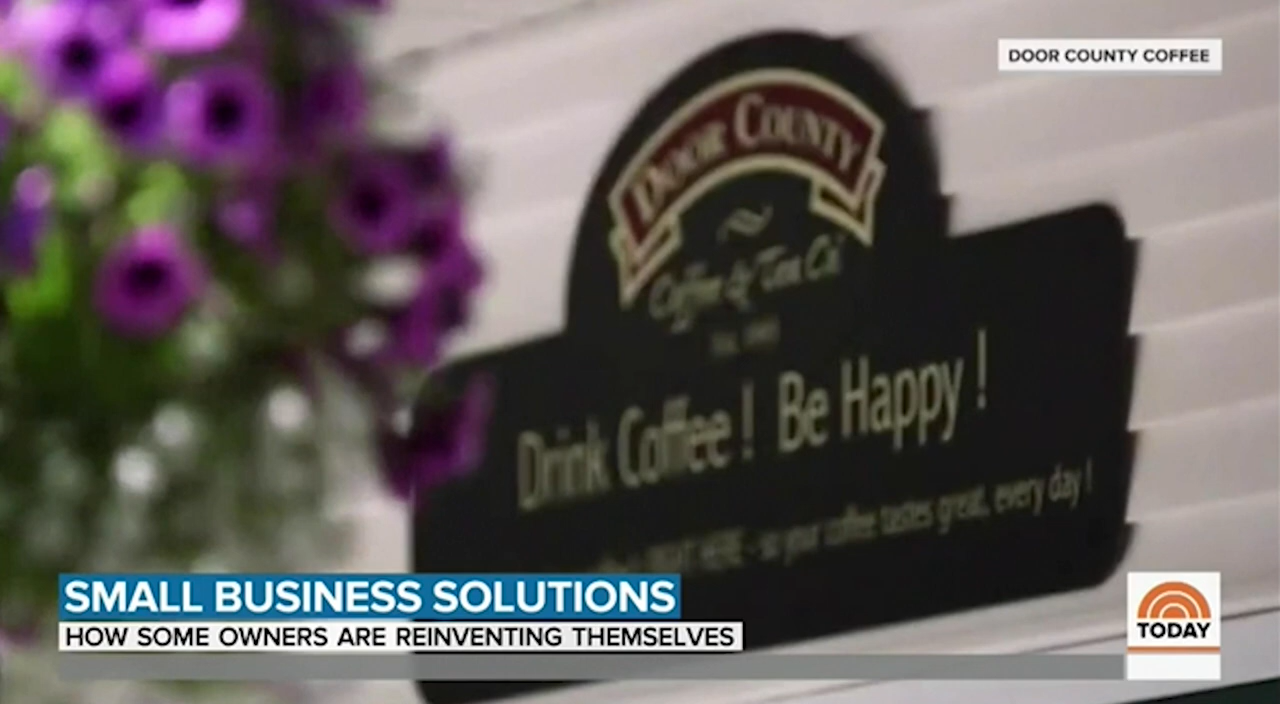 DOOR COUNTY COFFEE
DOOR COUNTY
Coffee & Tea Co.
Drink Coffee! Be Happy!
HERE - so your coffee tastes great, every day!
SMALL BUSINESS SOLUTIONS
HOW SOME OWNERS ARE REINVENTING THEMSELVES
TODAY